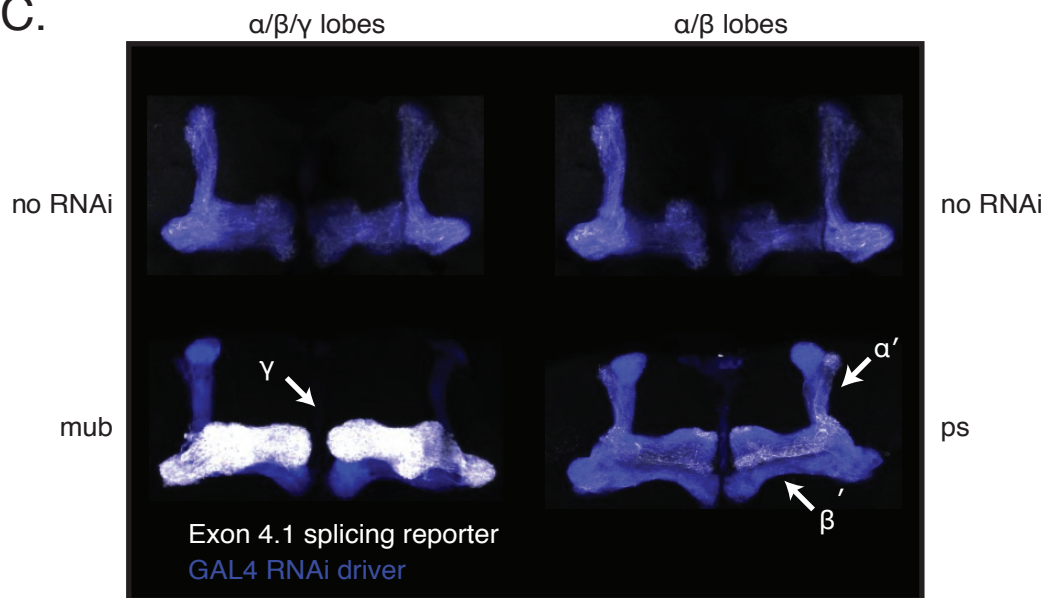 C.
α/β/γ lobes
α/β lobes
no RNAi
no RNAi
γ
α′
mub
ps
β′
Exon 4.1 splicing reporter
GAL4 RNAi driver